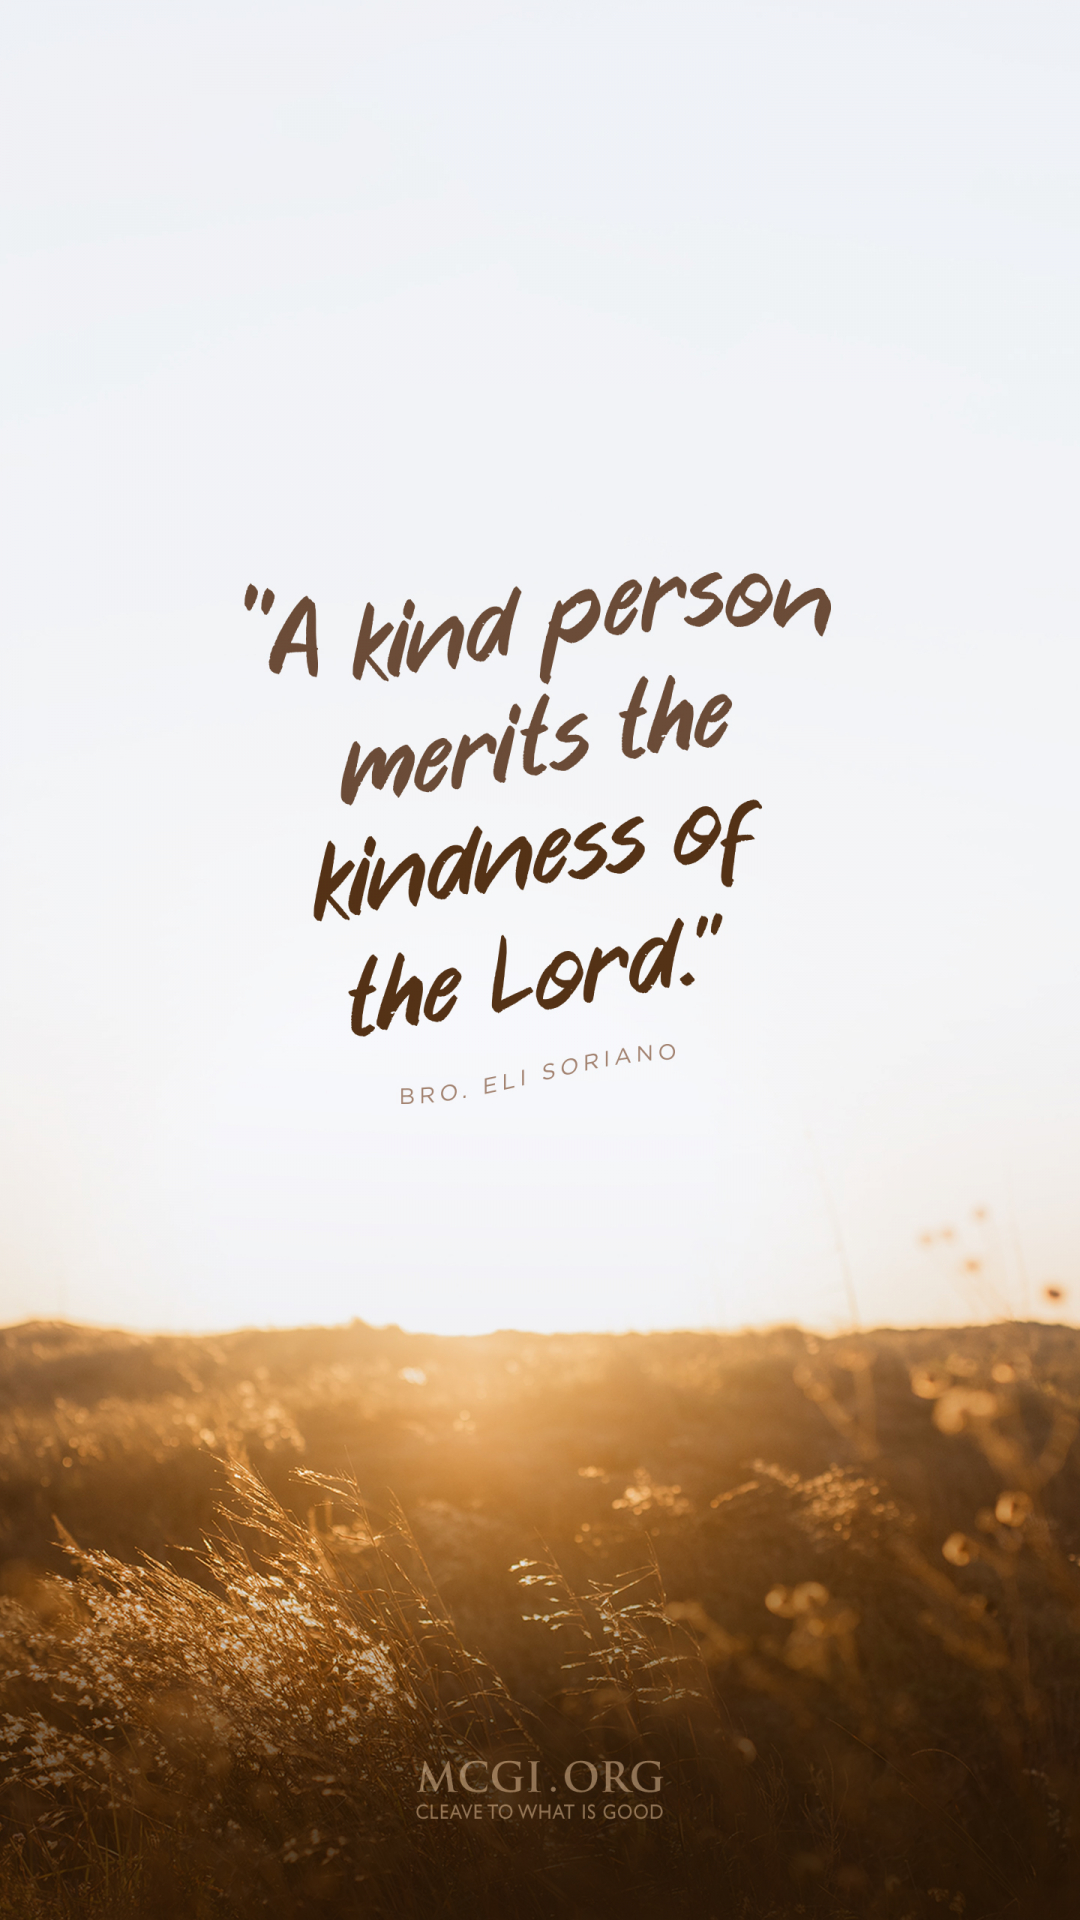 "A kind person
merits the
kindness of
the Lord."
BRO. ELI SORIANO
MCGI.ORG
CLEAVE TO WHAT IS GOOD